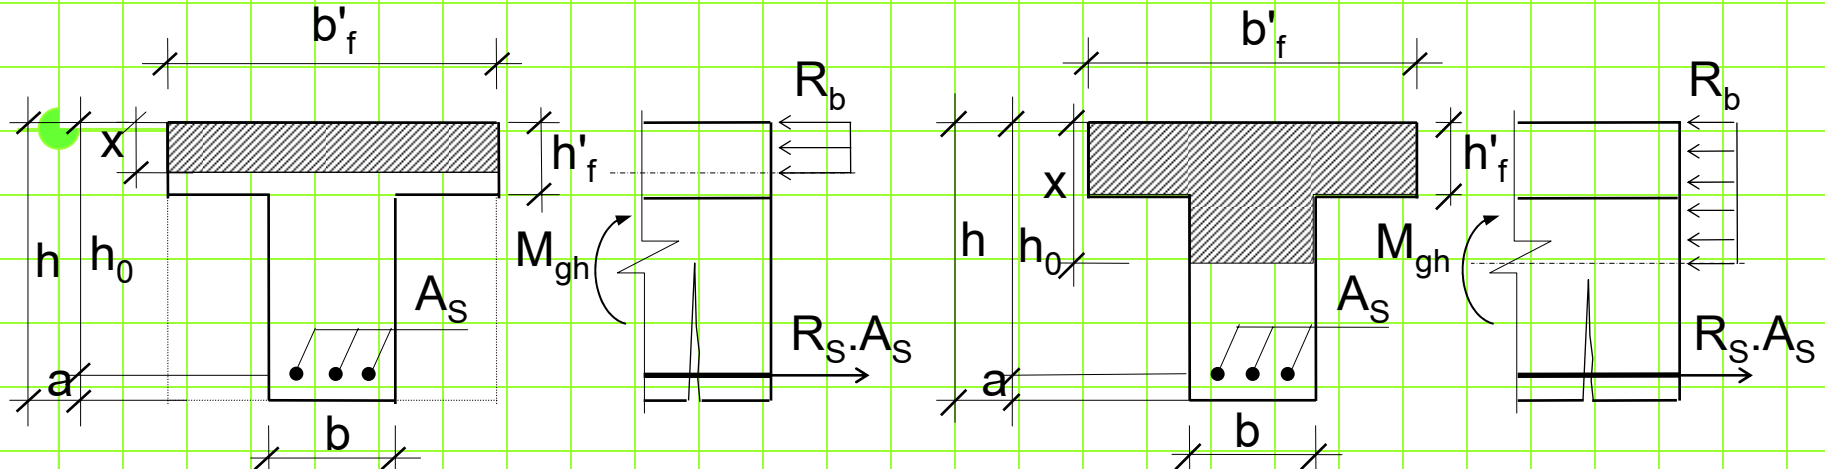 b'f
Rb
x
h'f
h
h0
Mgh
AS
RS.AS
a
b
b'f
Rb
h'f
x
h
h0
Mgh
AS
RS.AS
a
b